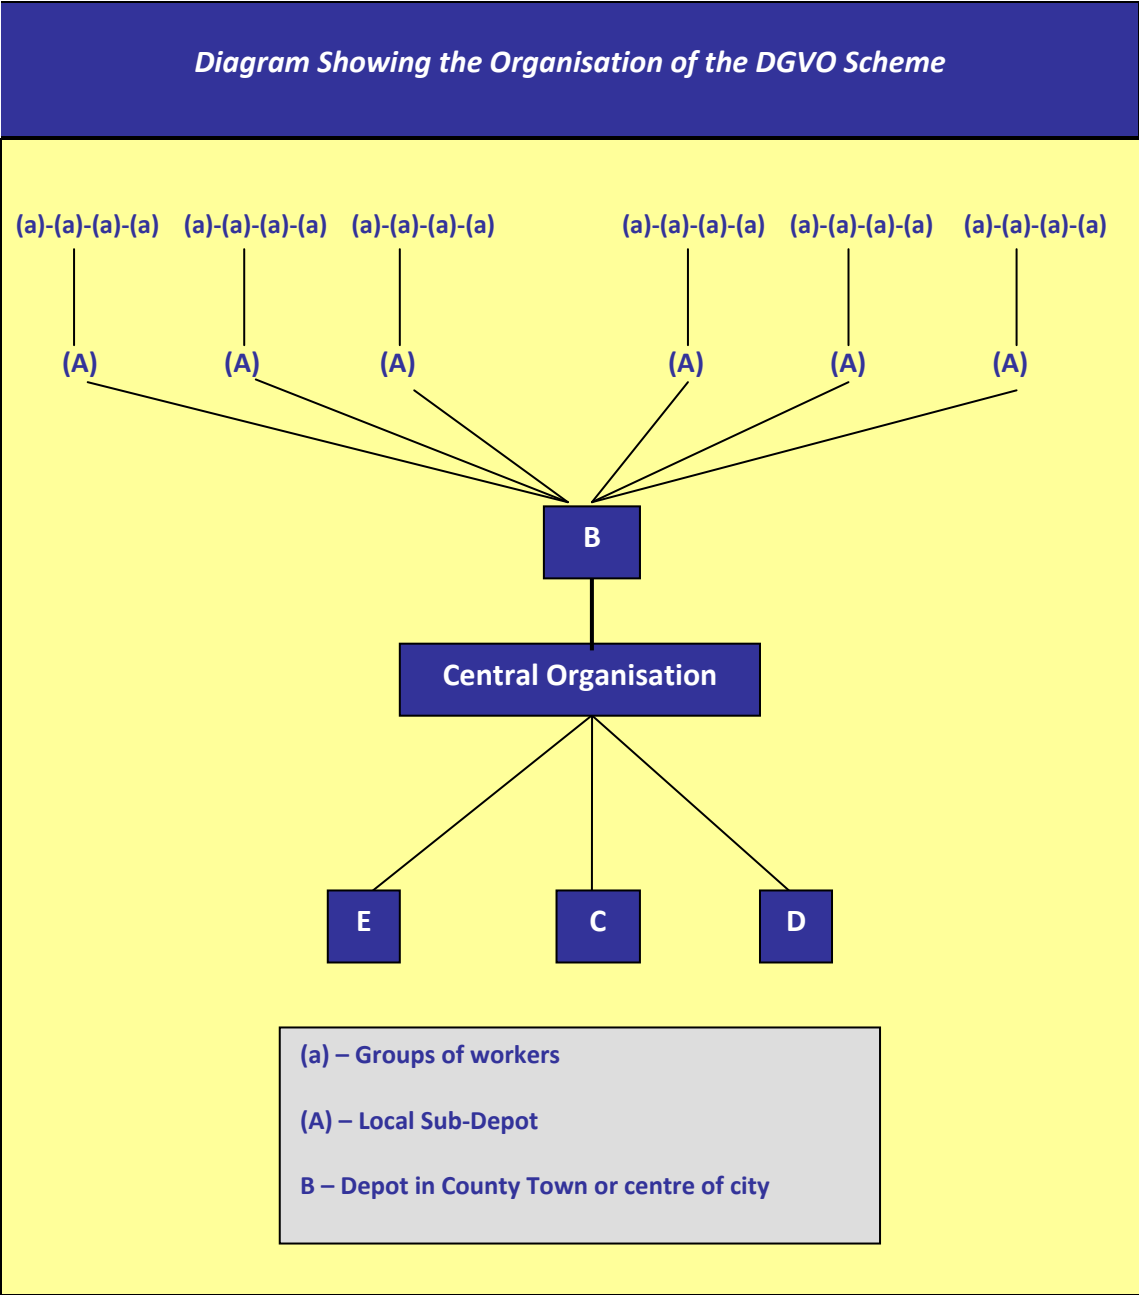 Diagram Showing the Organisation of the DGVO Scheme
(a)-(a)-(a)-(a) (a)-(a)-(a)-(a) (a)-(a)-(a)-(a) (a)-(a)-(a)-(a) (a)-(a)-(a)-(a) (a)-(a)-(a)-(a)
(A) (A) (A) (A) (A) (A)
B
Central Organisation
E C D
(a) – Groups of workers
(A) – Local Sub-Depot
B – Depot in County Town or centre of city